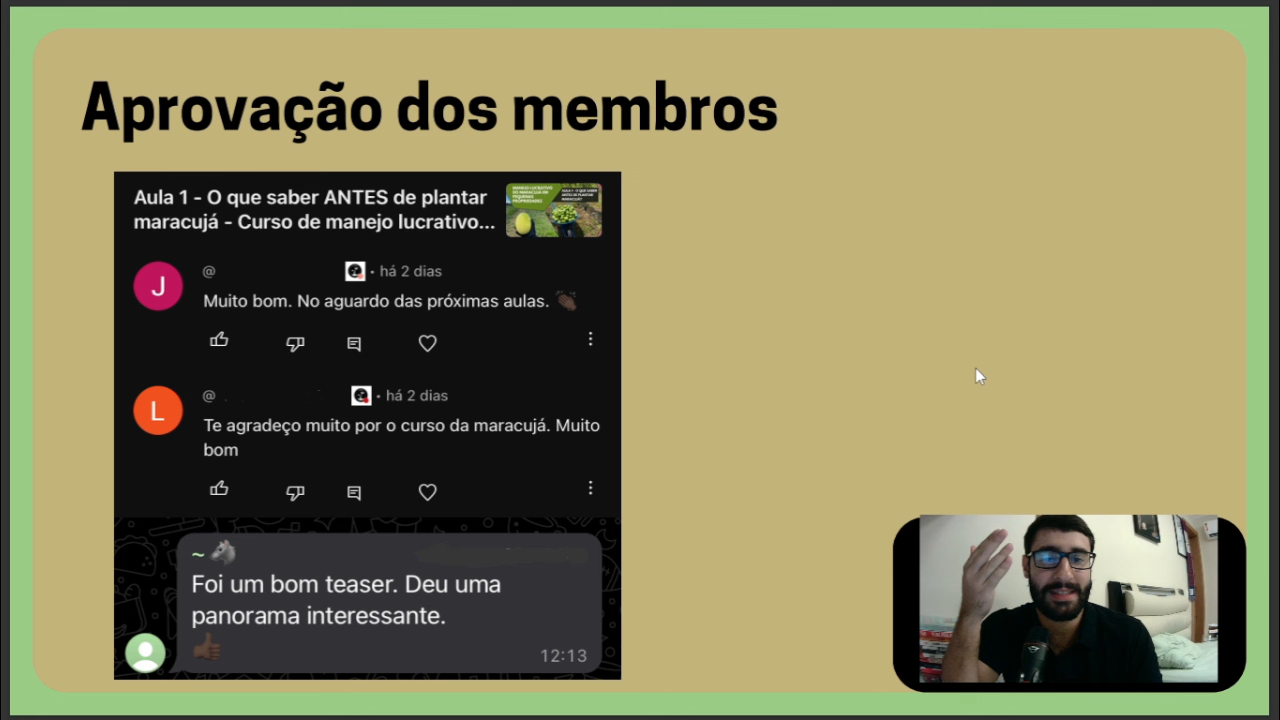 Aprovação dos membros
Aula 1 - O que saber ANTES de plantar
maracujá - Curso de manejo lucrativo...
@ • há 2 dias
Muito bom. No aguardo das próximas aulas. 👏🏿
J
@ • há 2 dias
Te agradeço muito por o curso da maracujá. Muito
bom
L
~ 🐴
Foi um bom teaser. Deu uma
panorama interessante.
👍🏿
12:13